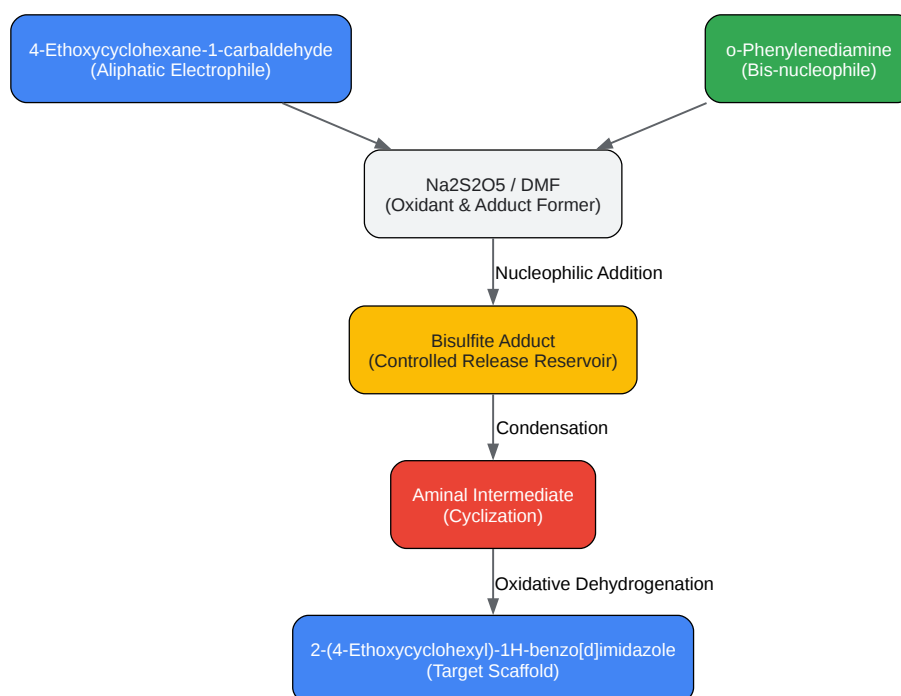 4-Ethoxycyclohexane-1-carbaldehyde
(Aliphatic Electrophile)
o-Phenylenediamine
(Bis-nucleophile)
Na2S2O5 / DMF
(Oxidant & Adduct Former)
Nucleophilic Addition
Bisulfite Adduct
(Controlled Release Reservoir)
Condensation
Aminal Intermediate
(Cyclization)
Oxidative Dehydrogenation
2-(4-Ethoxycyclohexyl)-1H-benzo[d]imidazole
(Target Scaffold)